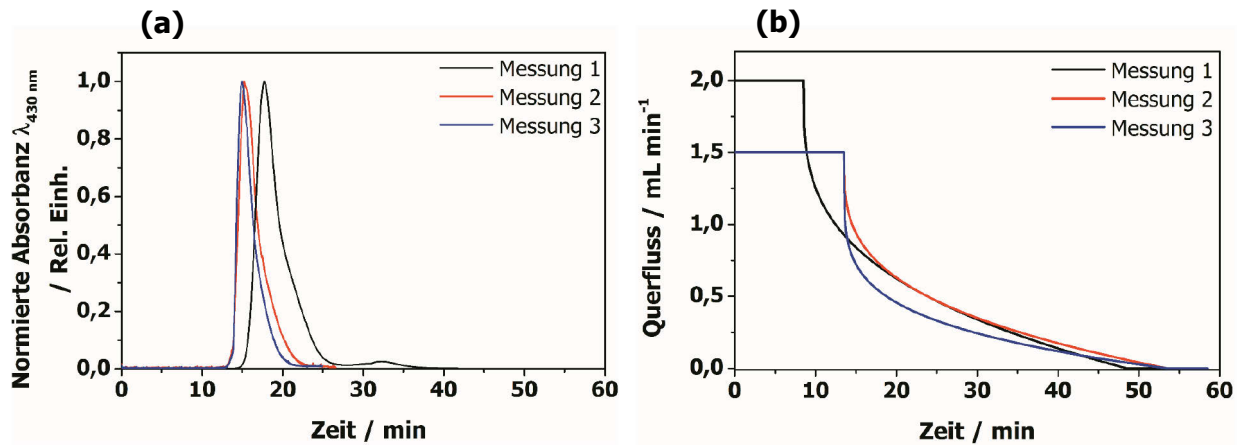 (a)
Normierte Absorbanz λ430 nm
/ Rel. Einh.
1,0
0,8
0,6
0,4
0,2
0,0
0 10 20 30 40 50 60
Zeit / min
Messung 1
Messung 2
Messung 3
(b)
Querfluss / mL min-1
2,0
1,5
1,0
0,5
0,0
0 10 20 30 40 50 60
Zeit / min
Messung 1
Messung 2
Messung 3